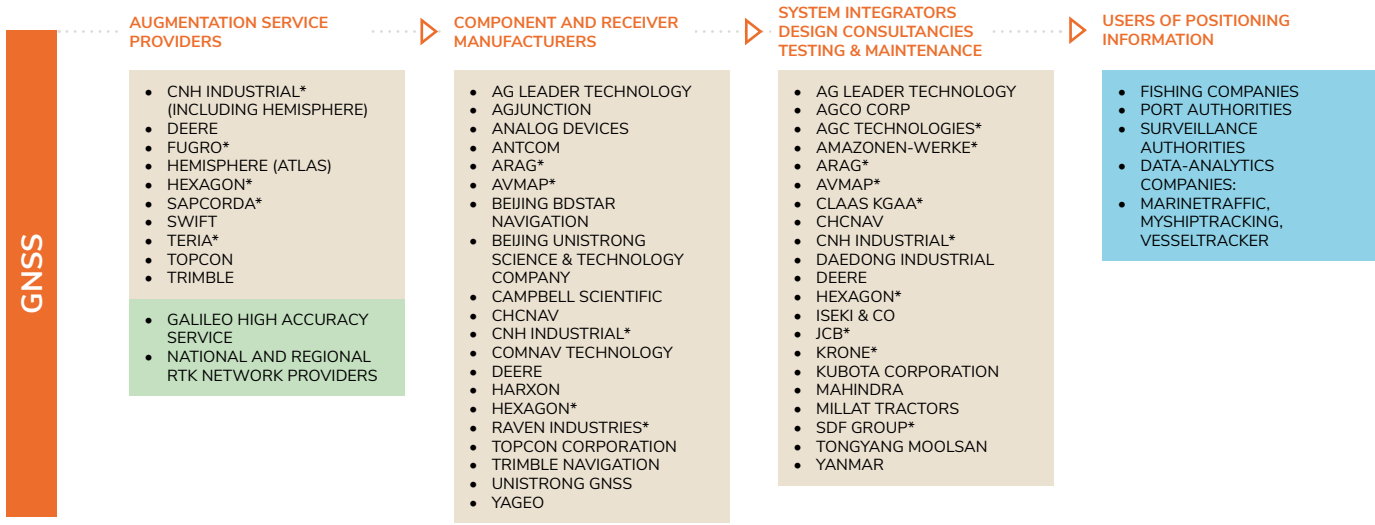 GNSS
AUGMENTATION SERVICE
PROVIDERS
• CNH INDUSTRIAL*
(INCLUDING HEMISPHERE)
• DEERE
• FUGRO*
• HEMISPHERE (ATLAS)
• HEXAGON*
• SAPCORDA*
• SWIFT
• TERIA*
• TOPCON
• TRIMBLE
• GALILEO HIGH ACCURACY
SERVICE
• NATIONAL AND REGIONAL
RTK NETWORK PROVIDERS
COMPONENT AND RECEIVER
MANUFACTURERS
• AG LEADER TECHNOLOGY
• AGJUNCTION
• ANALOG DEVICES
• ANTCOM
• ARAG*
• AVMAP*
• BEIJING BDSTAR
NAVIGATION
• BEIJING UNISTRONG
SCIENCE & TECHNOLOGY
COMPANY
• CAMPBELL SCIENTIFIC
• CHCNAV
• CNH INDUSTRIAL*
• COMNAV TECHNOLOGY
• DEERE
• HARXON
• HEXAGON*
• RAVEN INDUSTRIES*
• TOPCON CORPORATION
• TRIMBLE NAVIGATION
• UNISTRONG GNSS
• YAGEO
SYSTEM INTEGRATORS
DESIGN CONSULTANCIES
TESTING & MAINTENANCE
• AG LEADER TECHNOLOGY
• AGCO CORP
• AGC TECHNOLOGIES*
• AMAZONEN-WERKE*
• ARAG*
• AVMAP*
• CLAAS KGAA*
• CHCNAV
• CNH INDUSTRIAL*
• DAEDONG INDUSTRIAL
• DEERE
• HEXAGON*
• ISEKI & CO
• JCB*
• KRONE*
• KUBOTA CORPORATION
• MAHINDRA
• MILLAT TRACTORS
• SDF GROUP*
• TONGYANG MOOLSAN
• YANMAR
USERS OF POSITIONING
INFORMATION
• FISHING COMPANIES
• PORT AUTHORITIES
• SURVEILLANCE
AUTHORITIES
• DATA-ANALYTICS
COMPANIES:
• MARINETRAFFIC,
MYSHIPTRACKING,
VESSELTRACKER